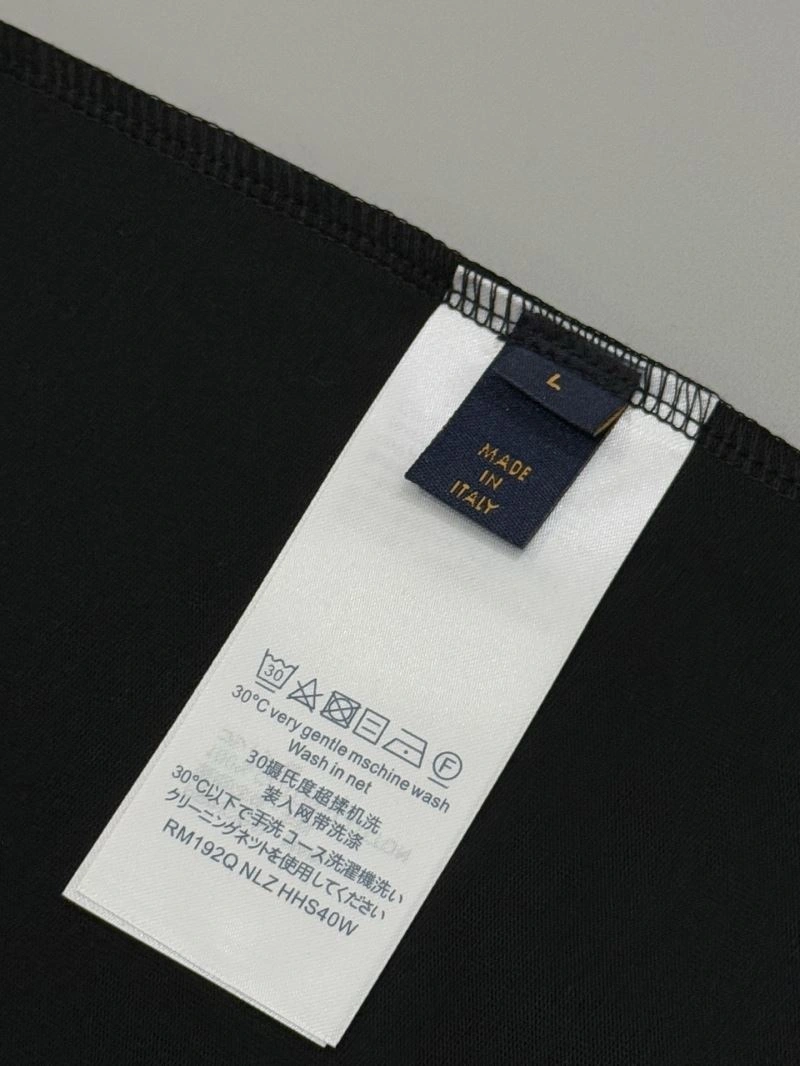 L
MADE
IN
ITALY
30
F
30°C very gentle mschine wash
Wash in net
30摄氏度超揉机洗
装入网带洗涤
30℃以下で手洗コース洗濯機洗い
クリーニングネットを使用してください
RM192Q NLZ HHS40W